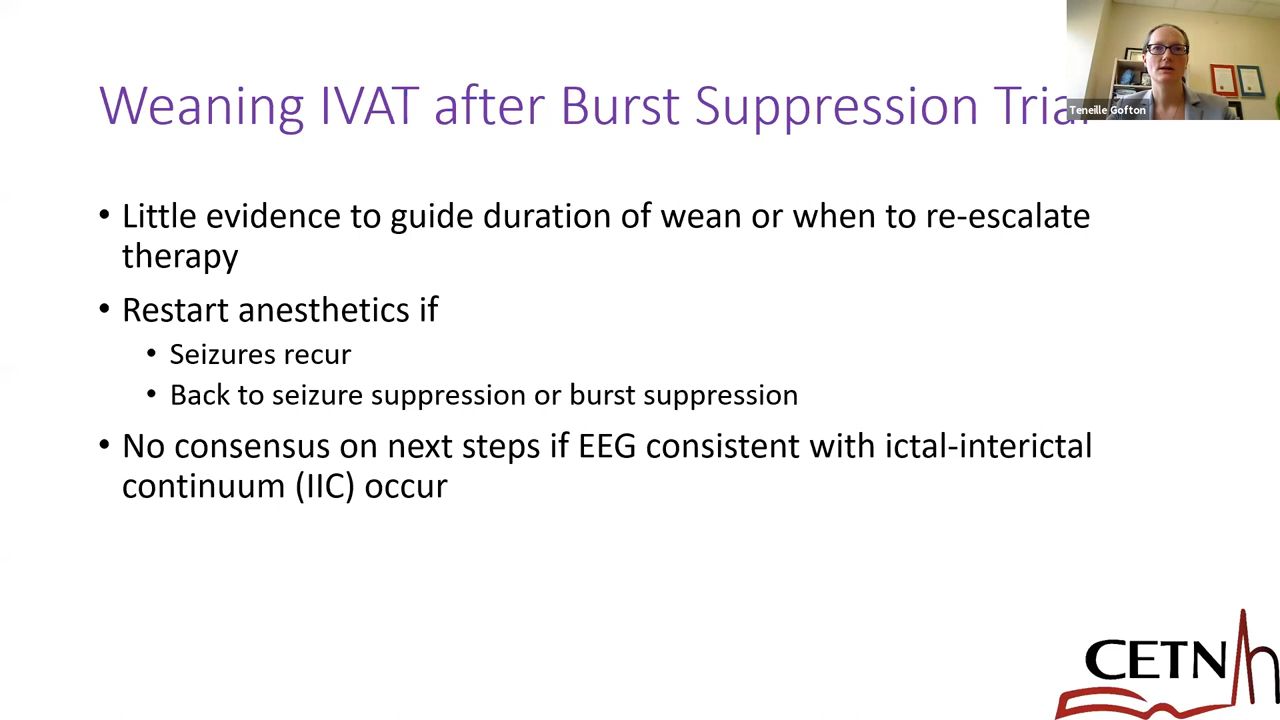 Weaning IVAT after Burst Suppression Trial
Teneille Gofton
• Little evidence to guide duration of wean or when to re-escalate
therapy
• Restart anesthetics if
• Seizures recur
• Back to seizure suppression or burst suppression
• No consensus on next steps if EEG consistent with ictal-interictal
continuum (IIC) occur
CETN